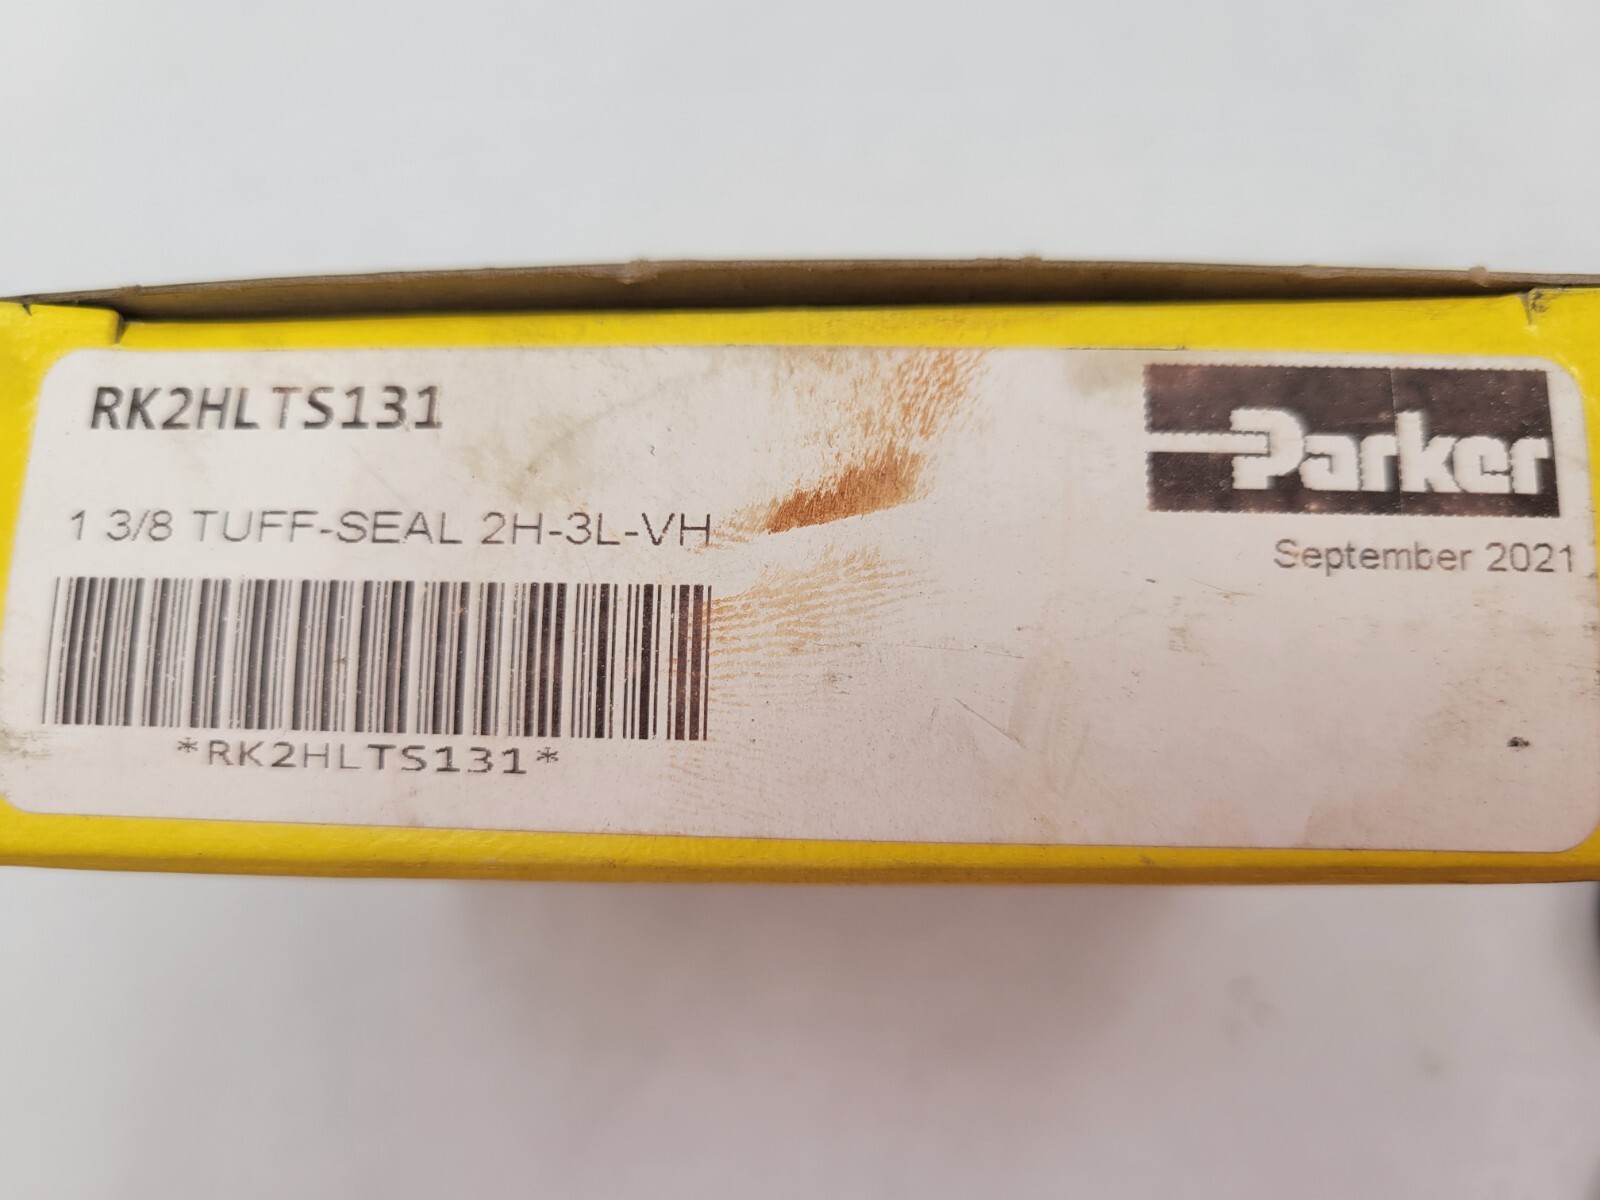 RK2HLTS131
Parker
1 3/8 TUFF-SEAL 2H-3L-VH
September 2021
*RK2HLTS131*